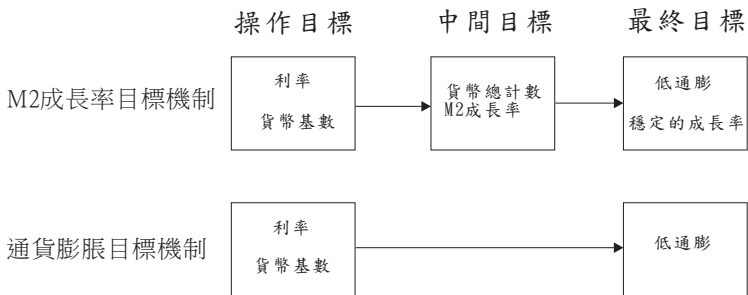 操作目標 中間目標 最終目標
M2成長率目標機制
利率
貨幣基數
貨幣總計數
M2成長率
低通膨
穩定的成長率
通貨膨脹目標機制
利率
貨幣基數
低通膨